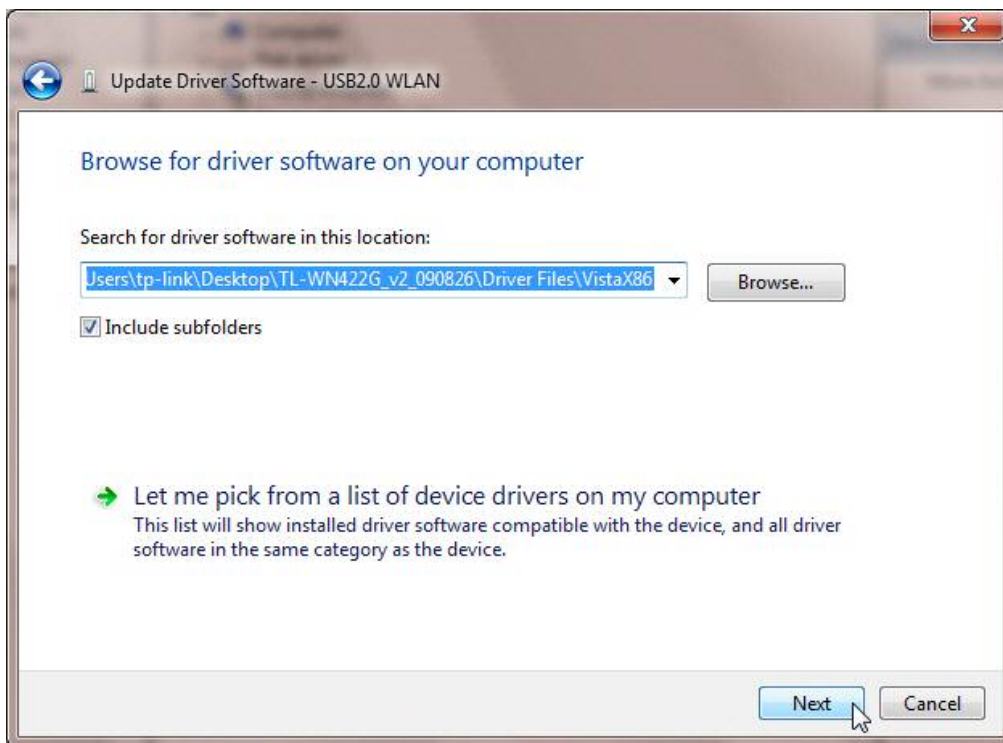 Update Driver Software - USB2.0 WLAN
Browse for driver software on your computer
Search for driver software in this location:
Users\tp-link\Desktop\TL-WN422G_v2_090826\Driver Files\VistaX86
Browse...
Include subfolders
Let me pick from a list of device drivers on my computer
This list will show installed driver software compatible with the device, and all driver
software in the same category as the device.
Next
Cancel